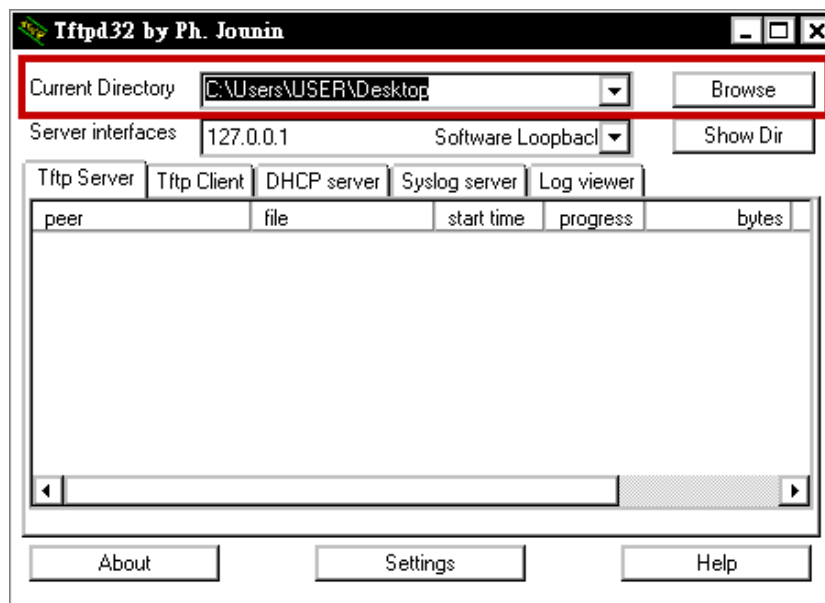 Tftpd32 by Ph. Jounin
Current Directory C:\Users\USER\Desktop Browse
Server interfaces 127.0.0.1 Software Loopbacl Show Dir
Tftp Server Tftp Client DHCP server Syslog server Log viewer
peer file start time progress bytes
About Settings Help